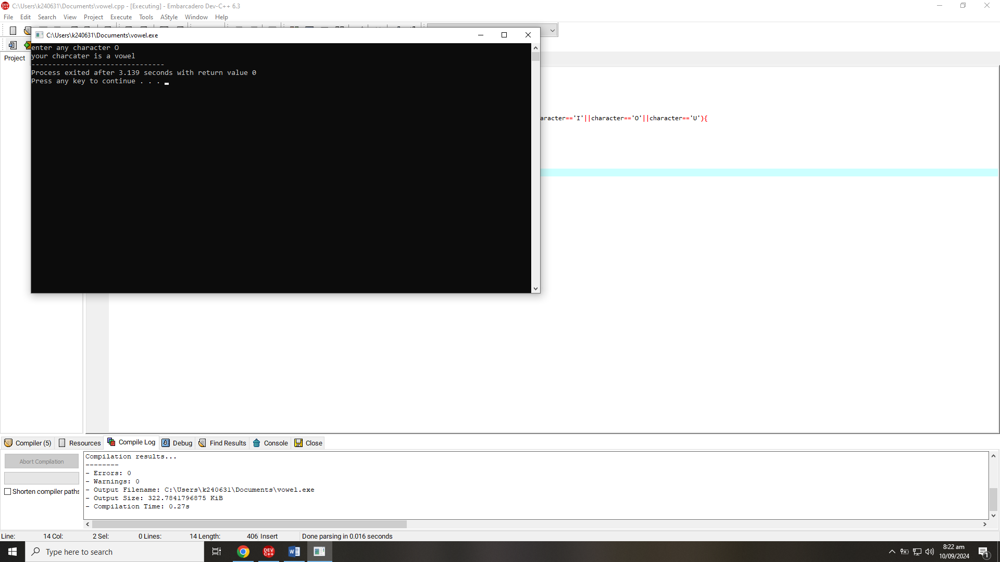 C:\Users\k240631\Documents\vowel.cpp - [Executing] - Embarcadero Dev-C++ 6.3
File Edit Search View Project Execute Tools AStyle Window Help
C:\Users\k240631\Documents\vowel.exe
enter any character O
your charcater is a vowel
--------------------------------
Process exited after 3.139 seconds with return value 0
Press any key to continue . . .
Project
aracter=='I'||character=='O'||character=='U'){
Compiler (5) Resources Compile Log Debug Find Results Console Close
Abort Compilation
Shorten compiler paths
Compilation results...
--------
- Errors: 0
- Warnings: 0
- Output Filename: C:\Users\k240631\Documents\vowel.exe
- Output Size: 322.7841796875 KiB
- Compilation Time: 0.27s
Line: 14 Col: 2 Sel: 0 Lines: 14 Length: 406 Insert Done parsing in 0.016 seconds
Type here to search
DEV C++
8:22 am
10/09/2024
1